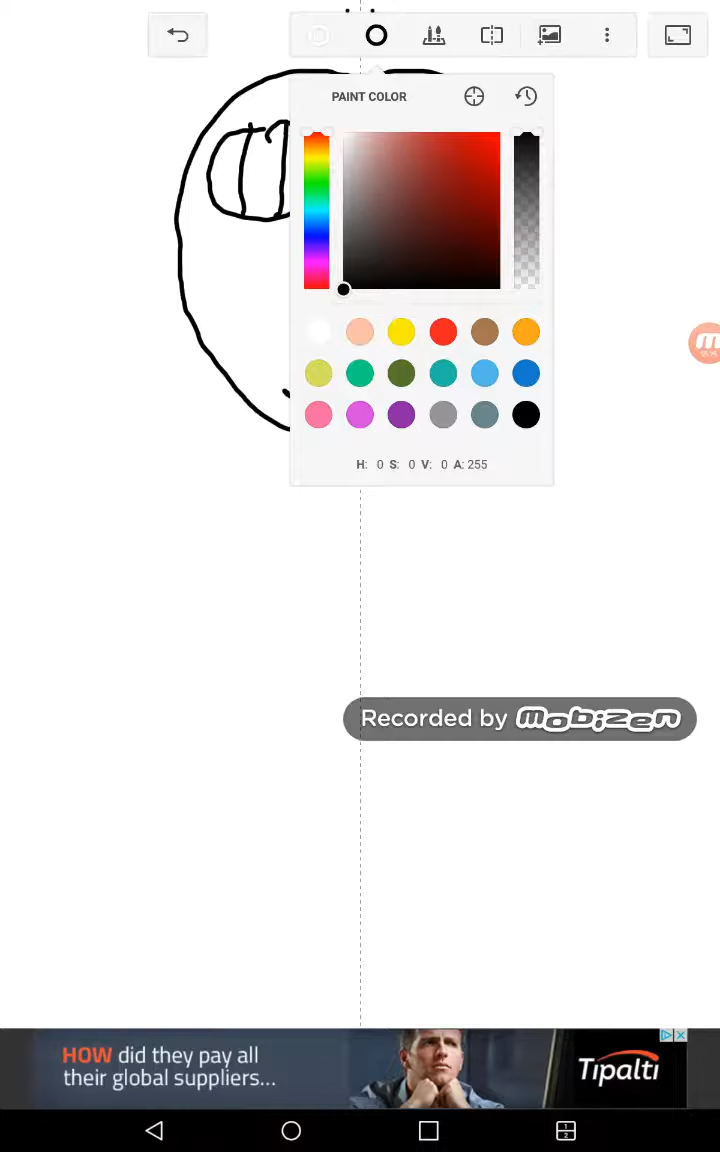 PAINT COLOR
H: 0 S: 0 V: 0 A: 255
Recorded by mobizen
HOW did they pay all
their global suppliers...
Tipalti